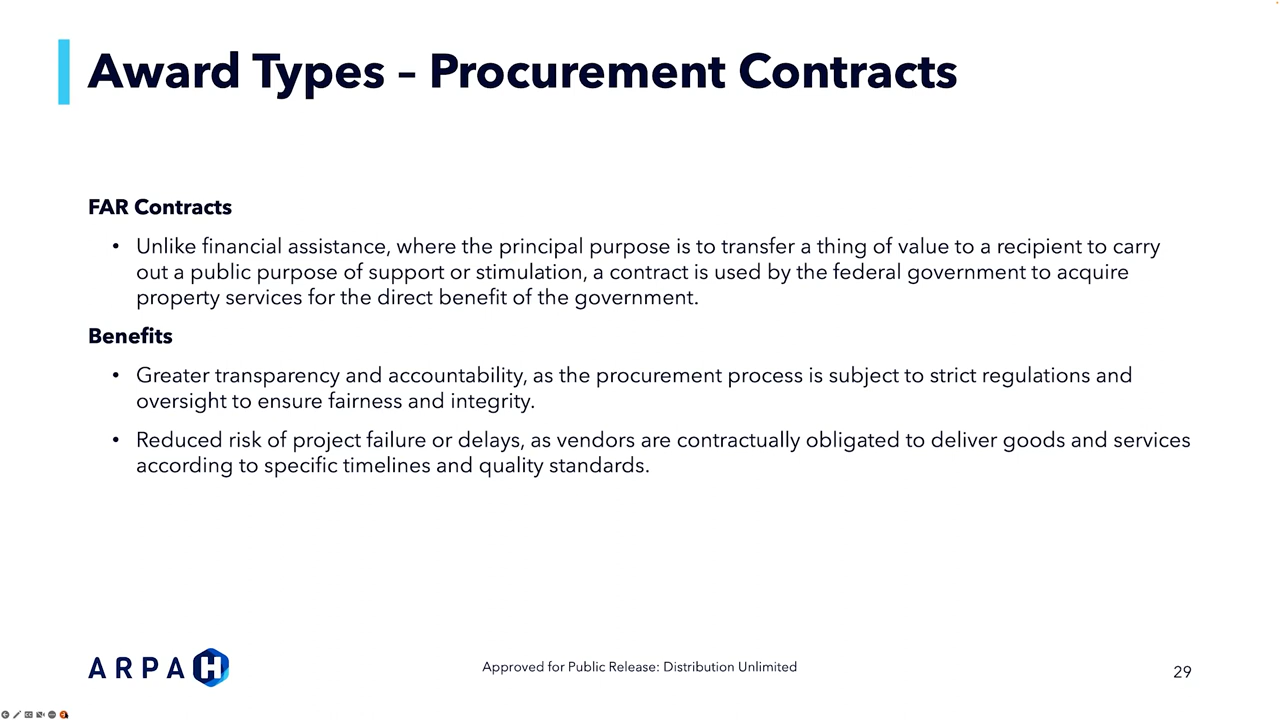 Award Types – Procurement Contracts
FAR Contracts
• Unlike financial assistance, where the principal purpose is to transfer a thing of value to a recipient to carry
out a public purpose of support or stimulation, a contract is used by the federal government to acquire
property services for the direct benefit of the government.
Benefits
• Greater transparency and accountability, as the procurement process is subject to strict regulations and
oversight to ensure fairness and integrity.
• Reduced risk of project failure or delays, as vendors are contractually obligated to deliver goods and services
according to specific timelines and quality standards.
ARPA H
Approved for Public Release: Distribution Unlimited
29